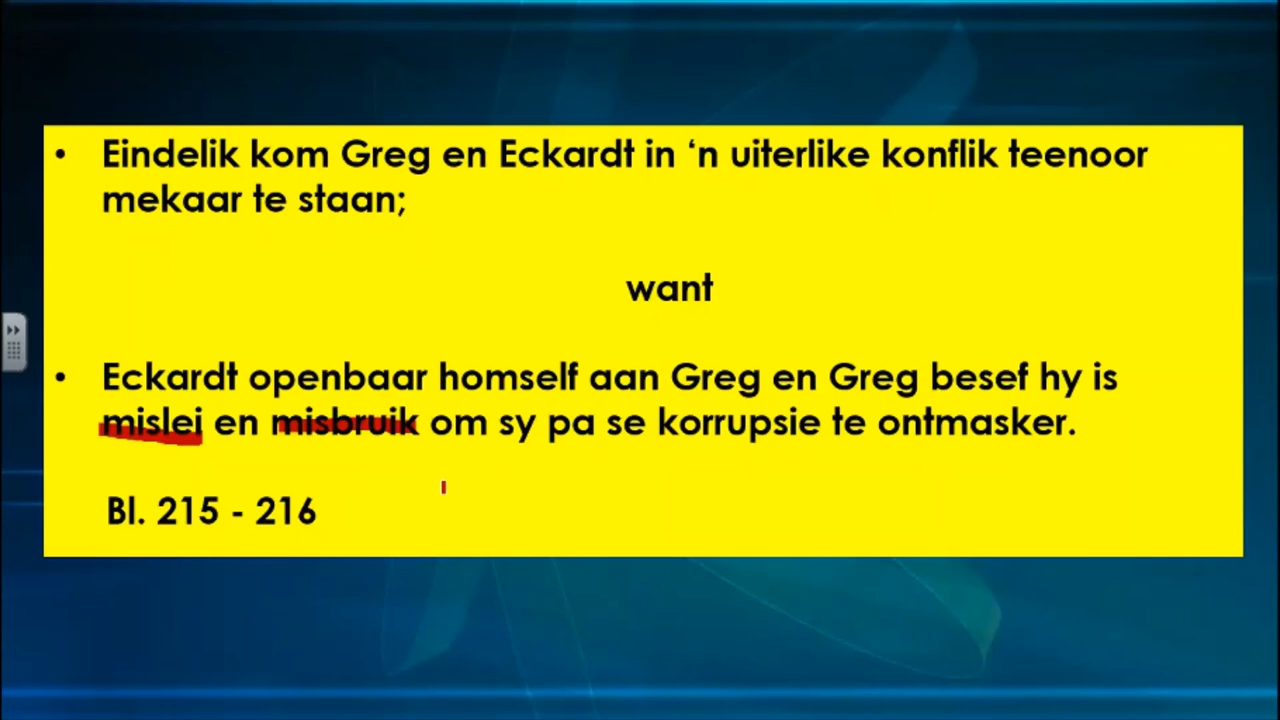 • Eindelik kom Greg en Eckardt in ‘n uiterlike konflik teenoor
mekaar te staan;
want
• Eckardt openbaar homself aan Greg en Greg besef hy is
mislei en misbruik om sy pa se korrupsie te ontmasker.
Bl. 215 - 216